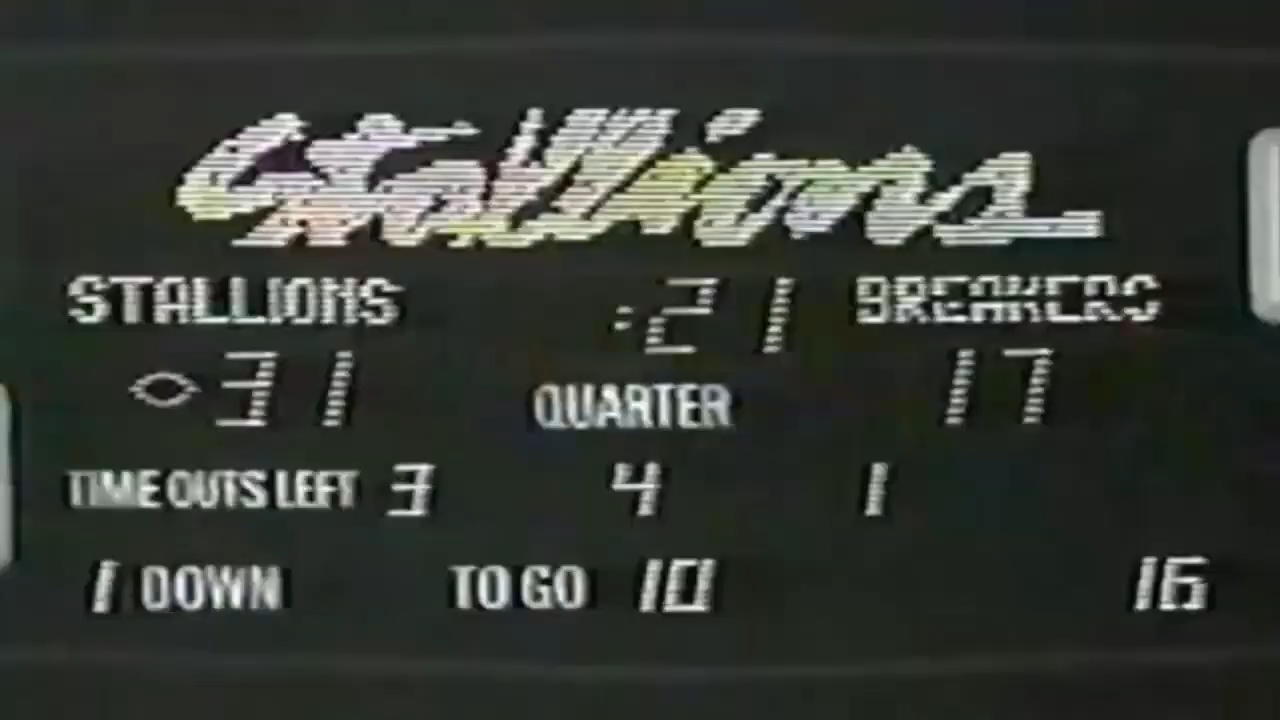 Stallions
STALLIONS :21 BREAKERS
31 QUARTER 17
TIME OUTS LEFT 3 4 1
1 DOWN TO GO 10 16